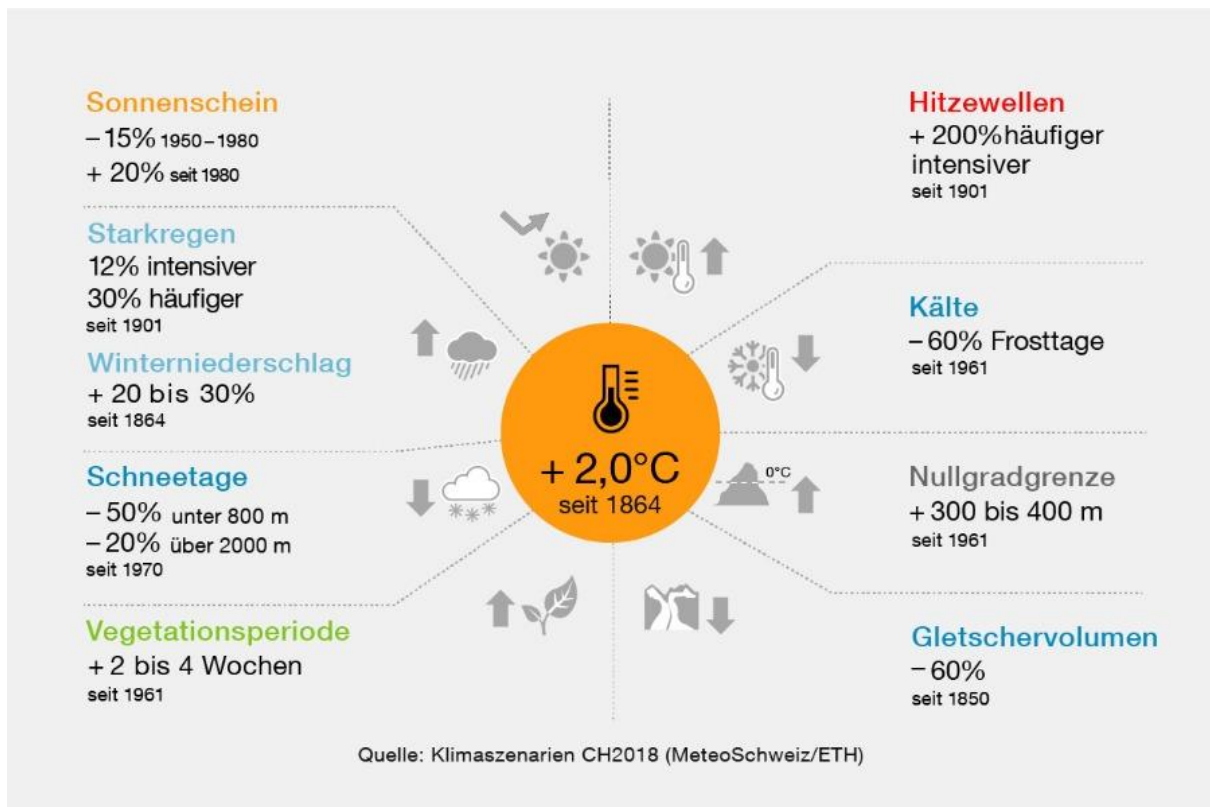 Sonnenschein
– 15% 1950 – 1980
+ 20% seit 1980
Starkregen
12% intensiver
30% häufiger
seit 1901
Winterniederschlag
+ 20 bis 30%
seit 1864
Schneetage
– 50% unter 800 m
– 20% über 2000 m
seit 1970
Vegetationsperiode
+ 2 bis 4 Wochen
seit 1961
+ 2,0°C
seit 1864
Hitzewellen
+ 200% häufiger
intensiver
seit 1901
Kälte
– 60% Frosttage
seit 1961
0°C
Nullgradgrenze
+ 300 bis 400 m
seit 1961
Gletschervolumen
– 60%
seit 1850
Quelle: Klimaszenarien CH2018 (MeteoSchweiz/ETH)